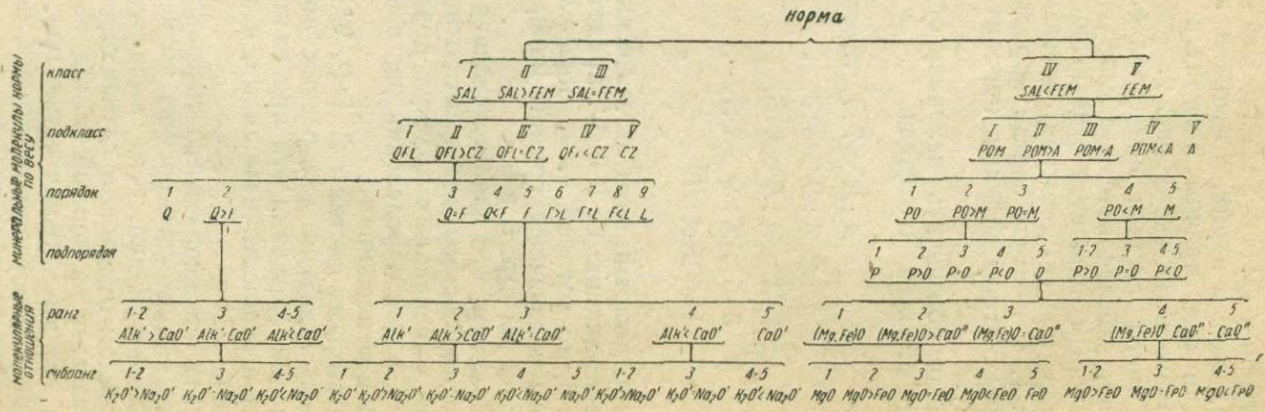 норма
класс I II III IV V
SAL SAL>FEM SAL=FEM SAL<FEM FEM
подкласс I II III IV V I II III IV V
QFL QFL>CZ QFL=CZ QFL<CZ CZ POM POM>A POM=A POM<A A
порядок 1 2 3 4 5 6 7 8 9 1 2 3 4 5
Q Q>F Q=F Q<F F F>L F=L F<L L PO PO>M PO=M PO<M M
подпорядок 1 2 3 4 5 1-2 3 4-5
P P>O P=O P<O O P>O P=O P<O
ранг 1-2 3 4-5 1 2 3 4 5 1 2 3 4 5
Alk'>CaO' Alk'=CaO' Alk'<CaO' Alk' Alk'>CaO' Alk'=CaO' Alk'<CaO' CaO' (Mg,Fe)O (Mg,Fe)O>CaO" (Mg,Fe)O=CaO" (Mg,Fe)O CaO" CaO"
субранг 1-2 3 4-5 1 2 3 4 5 1-2 3 4-5 1 2 3 4 5 1-2 3 4-5
K₂O'>Na₂O' K₂O'=Na₂O' K₂O'<Na₂O' K₂O' K₂O'>Na₂O' K₂O'=Na₂O' K₂O'<Na₂O' Na₂O' K₂O'>Na₂O' K₂O'=Na₂O' K₂O'<Na₂O' MgO MgO>FeO MgO=FeO MgO<FeO FeO MgO>FeO MgO=FeO MgO<FeO
минеральные молекулы нормы
по весу
молекулярные
отношения